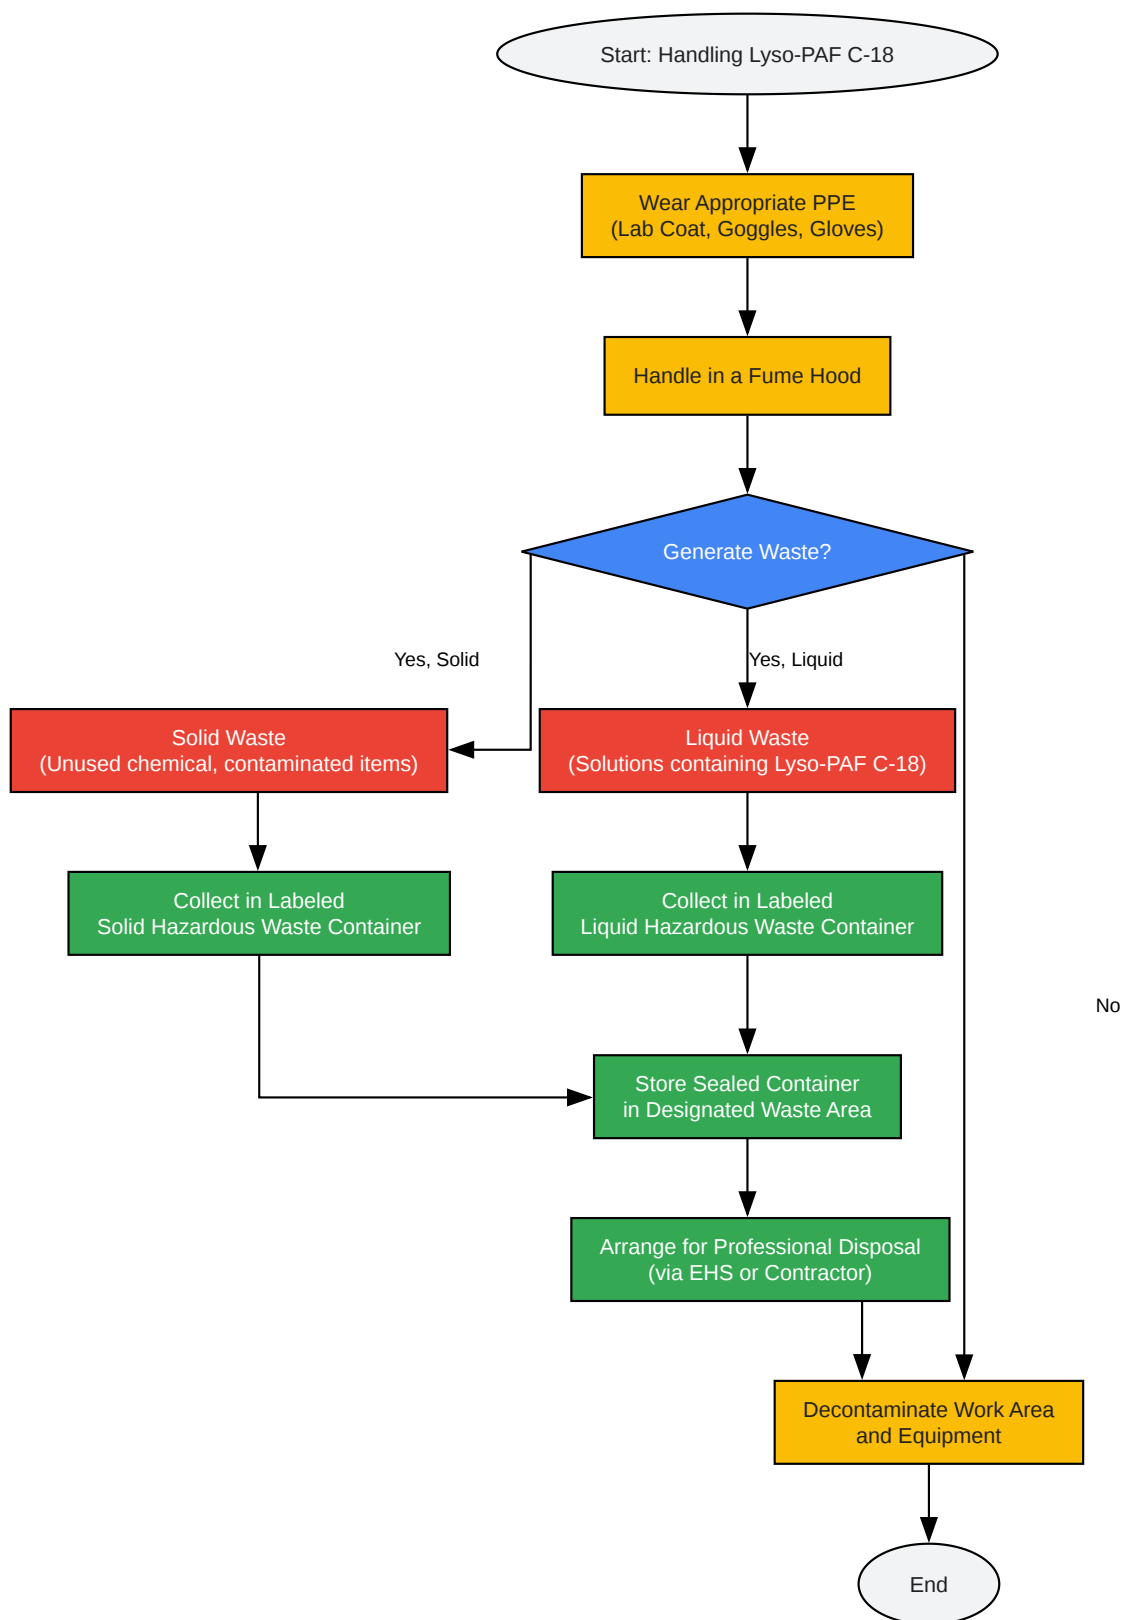 Start: Handling Lyso-PAF C-18
Wear Appropriate PPE
(Lab Coat, Goggles, Gloves)
Handle in a Fume Hood
Generate Waste?
Yes, Solid
Yes, Liquid
Solid Waste
(Unused chemical, contaminated items)
Liquid Waste
(Solutions containing Lyso-PAF C-18)
Collect in Labeled
Solid Hazardous Waste Container
Collect in Labeled
Liquid Hazardous Waste Container
No
Store Sealed Container
in Designated Waste Area
Arrange for Professional Disposal
(via EHS or Contractor)
Decontaminate Work Area
and Equipment
End